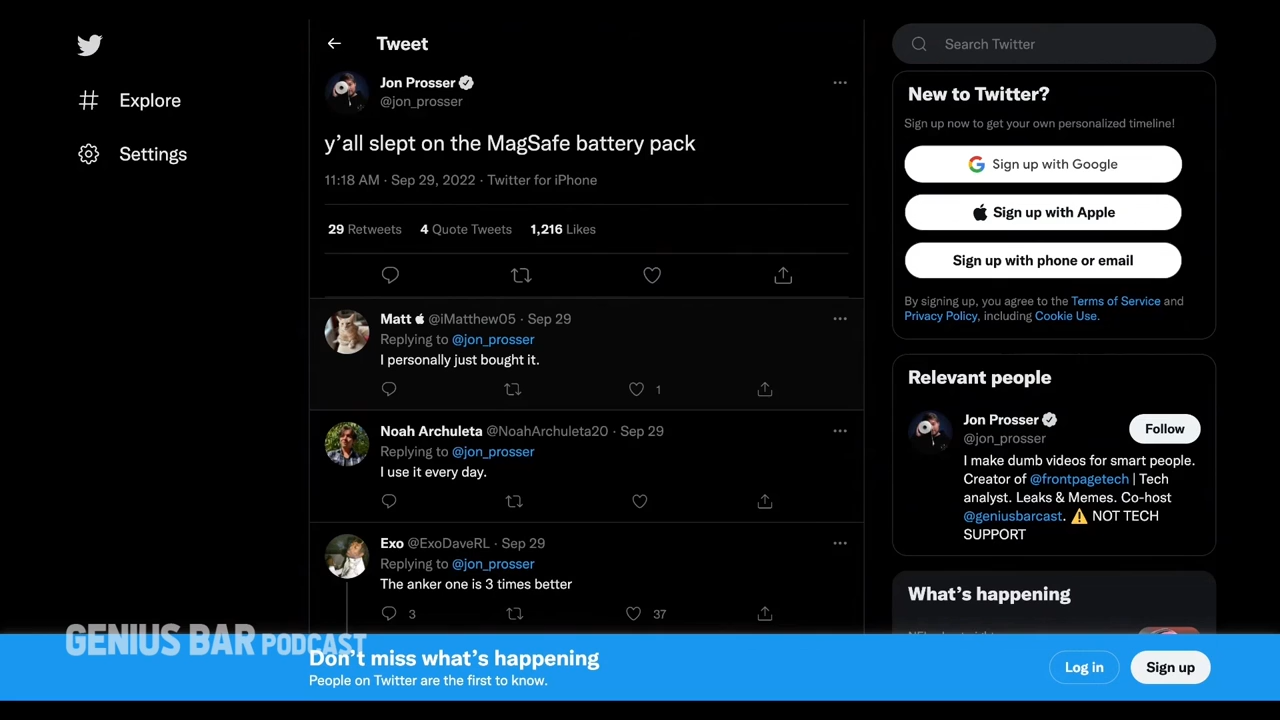 Explore
Settings
Tweet
Jon Prosser
@jon_prosser
y'all slept on the MagSafe battery pack
11:18 AM · Sep 29, 2022 · Twitter for iPhone
29 Retweets 4 Quote Tweets 1,216 Likes
Matt @iMatthew05 · Sep 29
Replying to @jon_prosser
I personally just bought it.
1
Noah Archuleta @NoahArchuleta20 · Sep 29
Replying to @jon_prosser
I use it every day.
Exo @ExoDaveRL · Sep 29
Replying to @jon_prosser
The anker one is 3 times better
3 37
Search Twitter
New to Twitter?
Sign up now to get your own personalized timeline!
Sign up with Google
Sign up with Apple
Sign up with phone or email
By signing up, you agree to the Terms of Service and
Privacy Policy, including Cookie Use.
Relevant people
Jon Prosser
@jon_prosser
Follow
I make dumb videos for smart people.
Creator of @frontpagetech | Tech
analyst. Leaks & Memes. Co-host
@geniusbarcast. ⚠️ NOT TECH
SUPPORT
What's happening
GENIUS BAR PODCAST
Don't miss what's happening
People on Twitter are the first to know.
Log in
Sign up